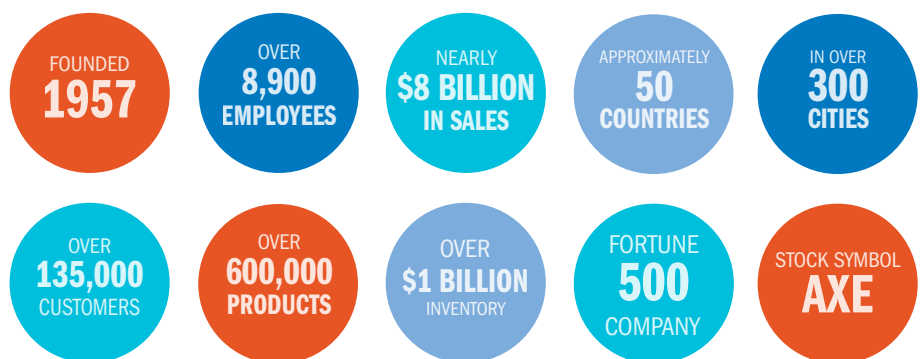 FOUNDED
1957
OVER
8,900
EMPLOYEES
NEARLY
$8 BILLION
IN SALES
APPROXIMATELY
50
COUNTRIES
IN OVER
300
CITIES
OVER
135,000
CUSTOMERS
OVER
600,000
PRODUCTS
OVER
$1 BILLION
INVENTORY
FORTUNE
500
COMPANY
STOCK SYMBOL
AXE